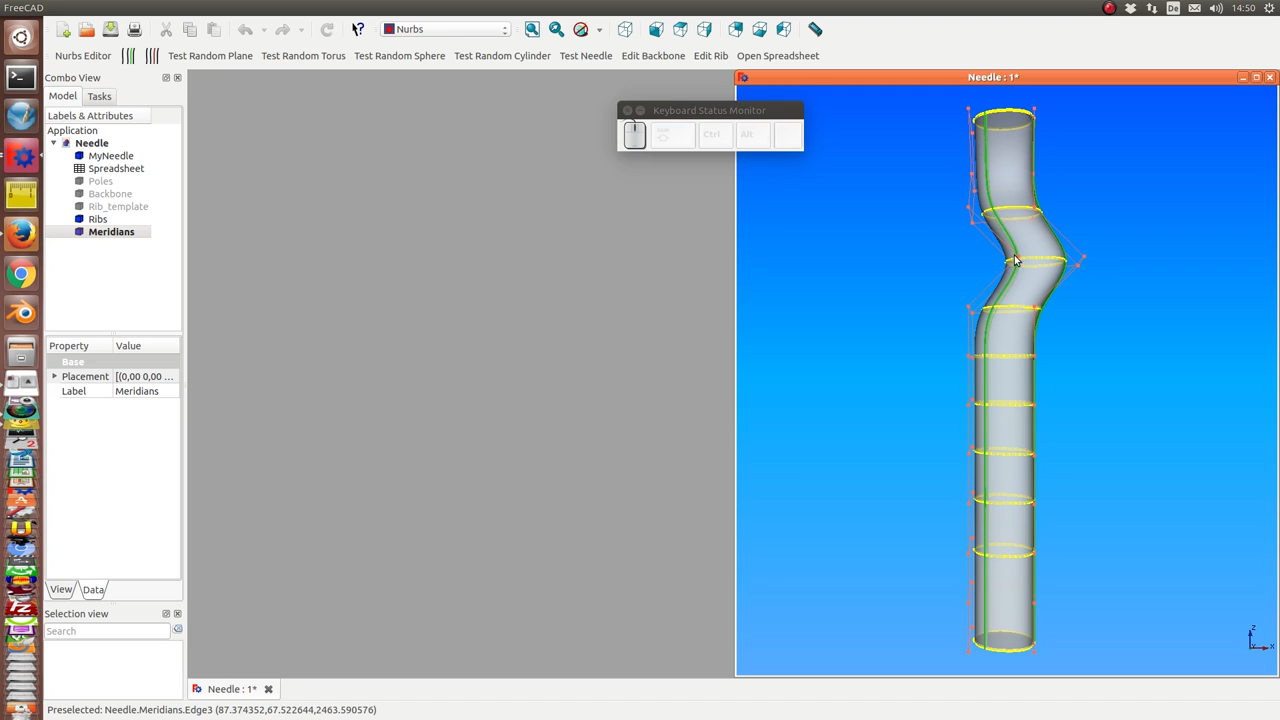 FreeCAD
De
14:50
Nurbs
Nurbs Editor Test Random Plane Test Random Torus Test Random Sphere Test Random Cylinder Test Needle Edit Backbone Edit Rib Open Spreadsheet
Combo View
Needle : 1*
Model Tasks
Keyboard Status Monitor
Labels & Attributes
Application
Needle
Ctrl Alt
MyNeedle
Spreadsheet
Poles
Backbone
Rib_template
Ribs
Meridians
Property Value
Base
Placement [(0,00 0,00 ...
Label Meridians
View Data
Selection view
Search
Z
X
Needle : 1*
Preselected: Needle.Meridians.Edge3 (87.374352,67.522644,2463.590576)